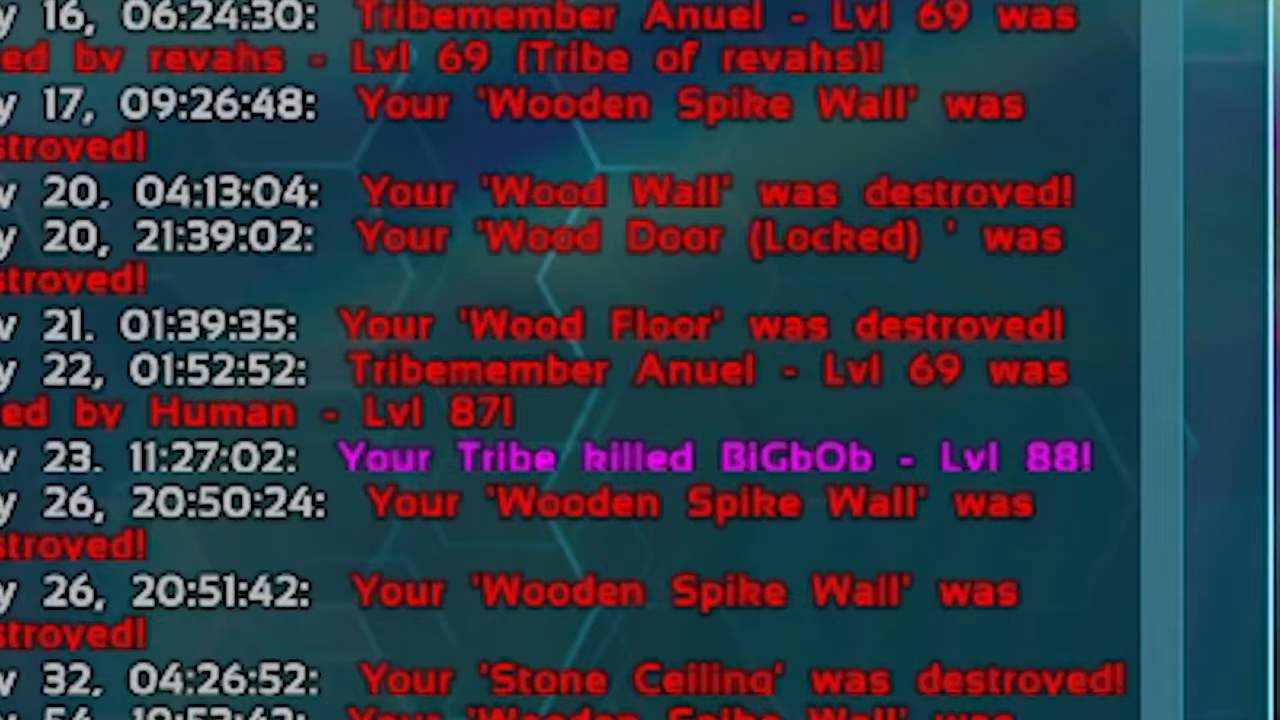 y 16, 06:24:30: Tribemember Anuel - Lvl 69 was
ed by revahs - Lvl 69 (Tribe of revahs)!
y 17, 09:26:48: Your 'Wooden Spike Wall' was
stroyed!
y 20, 04:13:04: Your 'Wood Wall' was destroyed!
y 20, 21:39:02: Your 'Wood Door (Locked) ' was
stroyed!
y 21, 01:39:35: Your 'Wood Floor' was destroyed!
y 22, 01:52:52: Tribemember Anuel - Lvl 69 was
ed by Human - Lvl 87!
y 23, 11:27:02: Your Tribe killed BiGbOb - Lvl 88!
y 26, 20:50:24: Your 'Wooden Spike Wall' was
stroyed!
y 26, 20:51:42: Your 'Wooden Spike Wall' was
stroyed!
y 32, 04:26:52: Your 'Stone Ceiling' was destroyed!
Your 'Wooden Spike Wall' was